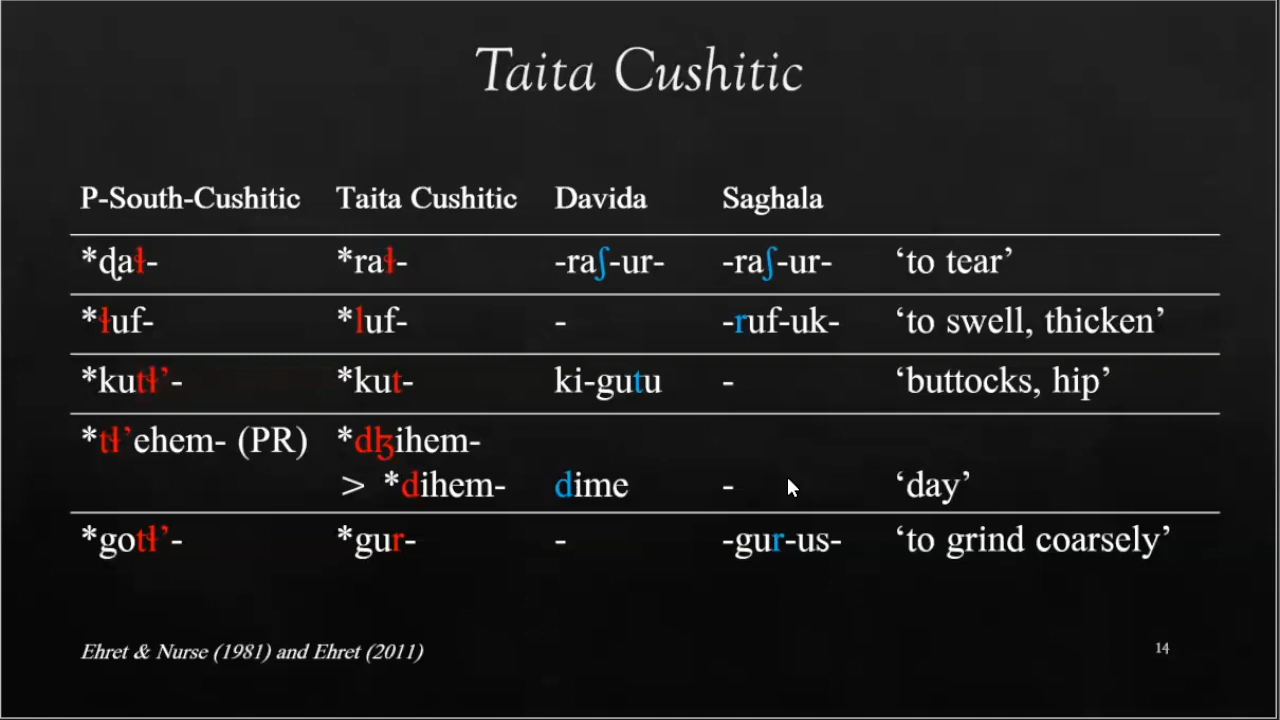 Taita Cushitic
P-South-Cushitic Taita Cushitic Davida Saghala
*ɖaɬ- *raɬ- -raʃ-ur- -raʃ-ur- ‘to tear’
*ɬuf- *luf- - -ruf-uk- ‘to swell, thicken’
*kutɬ’- *kut- ki-gutu - ‘buttocks, hip’
*tɬ’ehem- (PR) *dɮihem-
> *dihem- dime - ‘day’
*gotɬ’- *gur- - -gur-us- ‘to grind coarsely’
Ehret & Nurse (1981) and Ehret (2011)
14